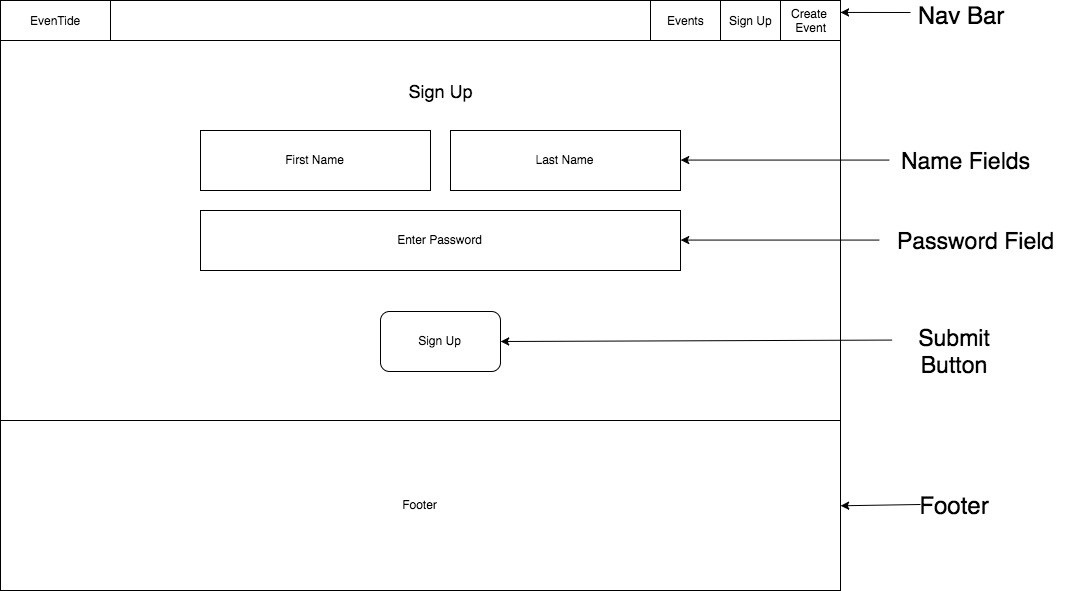 EvenTide
Events
Sign Up
Create
Event
Nav Bar
Sign Up
First Name
Last Name
Name Fields
Enter Password
Password Field
Sign Up
Submit
Button
Footer
Footer